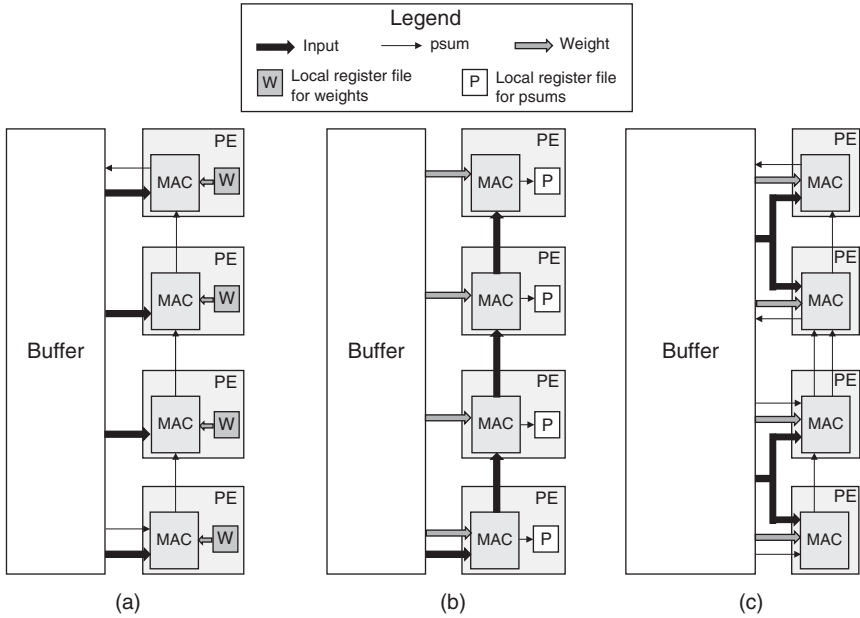 Legend
Input
psum
Weight
W
Local register file
for weights
P
Local register file
for psums
Buffer
PE
MAC
W
PE
MAC
W
PE
MAC
W
PE
MAC
W
(a)
Buffer
PE
MAC
P
PE
MAC
P
PE
MAC
P
PE
MAC
P
(b)
Buffer
PE
MAC
PE
MAC
PE
MAC
PE
MAC
(c)